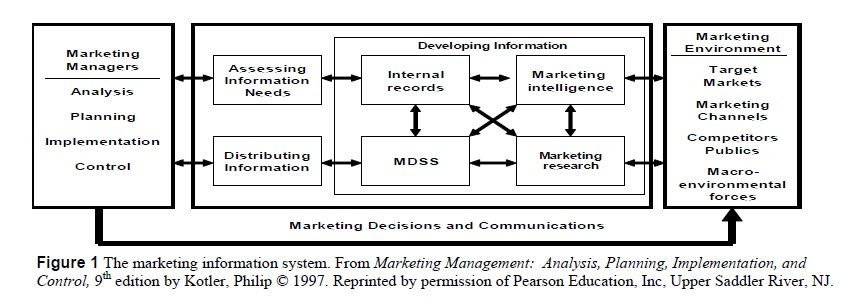 Marketing
Managers
Analysis
Planning
Implementation
Control
Assessing
Information
Needs
Distributing
Information
Developing Information
Internal
records
Marketing
intelligence
MDSS
Marketing
research
Marketing
Environment
Target
Markets
Marketing
Channels
Competitors
Publics
Macro-
environmental
forces
Marketing Decisions and Communications
Figure 1 The marketing information system. From Marketing Management: Analysis, Planning, Implementation, and
Control, 9th edition by Kotler, Philip © 1997. Reprinted by permission of Pearson Education, Inc, Upper Saddler River, NJ.